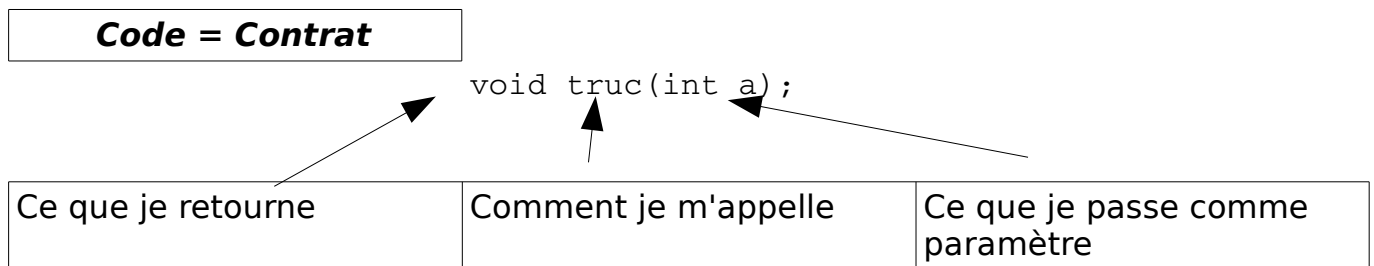 Code = Contrat
void truc(int a);
Ce que je retourne
Comment je m'appelle
Ce que je passe comme
paramètre